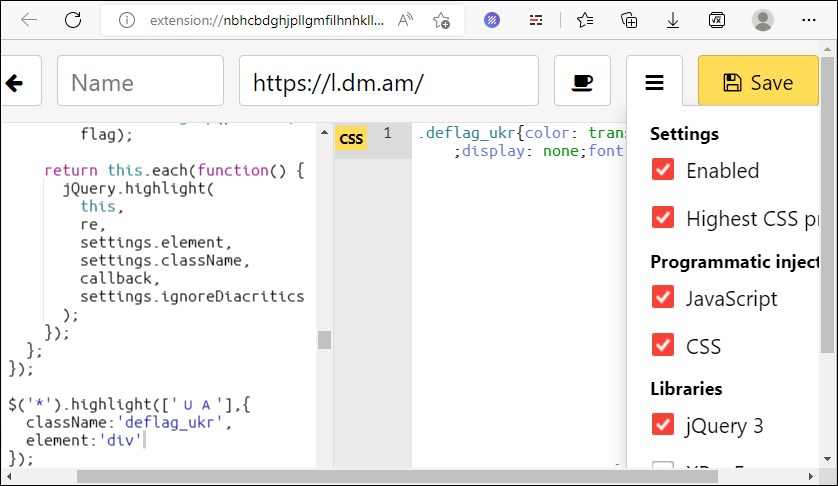 extension://nbhcbdghjpllgmfilhnhkll...
Name
https://l.dm.am/
Save
flag);
return this.each(function() {
jQuery.highlight(
this,
re,
settings.element,
settings.className,
callback,
settings.ignoreDiacritics
);
});
};
});
$('*').highlight([' U A '],{
className:'deflag_ukr',
element:'div'
});
CSS
1
.deflag_ukr{color: trans
;display: none;font
Settings
Enabled
Highest CSS pr
Programmatic inject
JavaScript
CSS
Libraries
jQuery 3